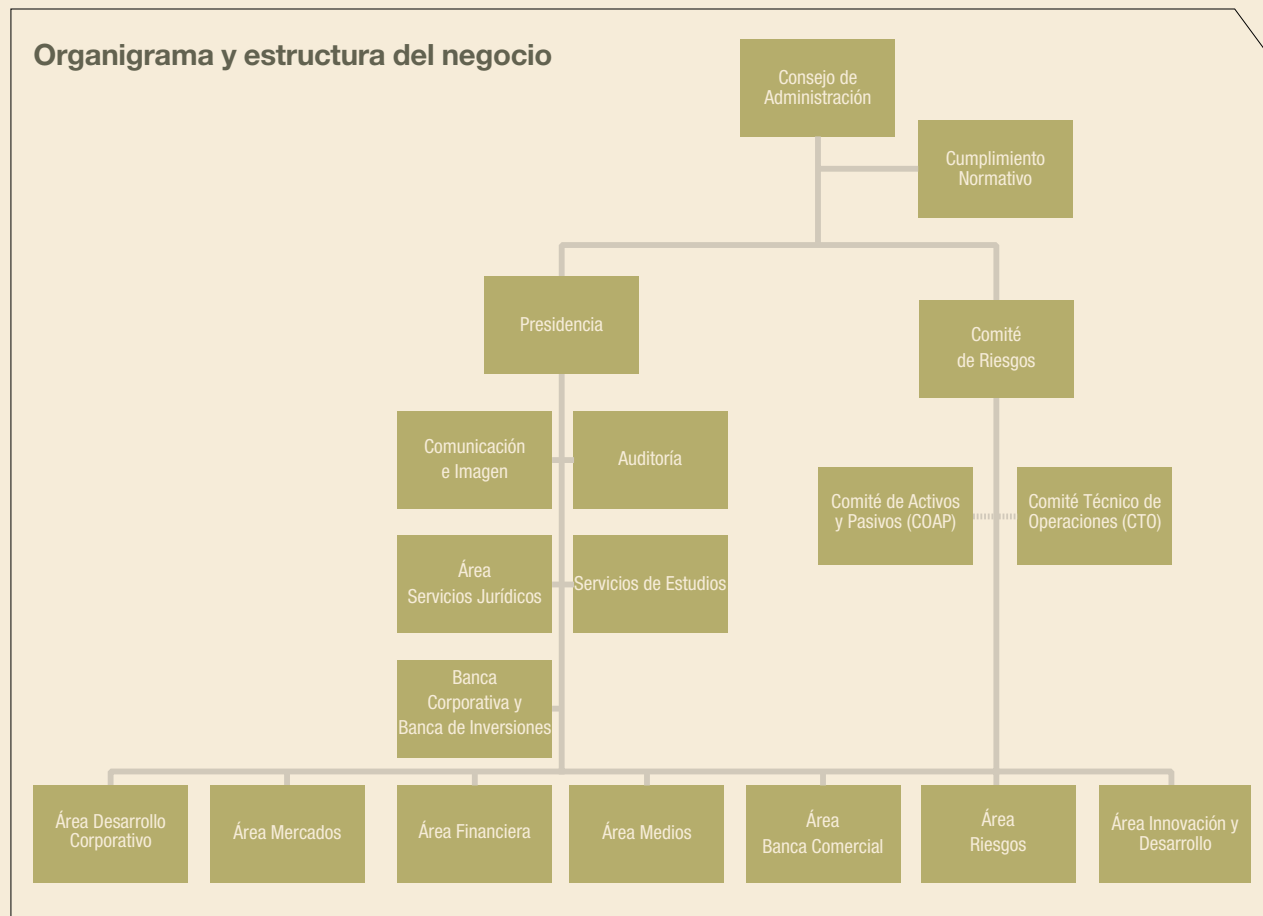 Organigrama y estructura del negocio
Consejo de
Administración
Cumplimiento
Normativo
Presidencia
Comité
de Riesgos
Comunicación
e Imagen
Auditoría
Comité de Activos
y Pasivos (COAP)
Comité Técnico de
Operaciones (CTO)
Área
Servicios Jurídicos
Servicios de Estudios
Banca
Corporativa y
Banca de Inversiones
Área Desarrollo
Corporativo
Área Mercados
Área Financiera
Área Medios
Área
Banca Comercial
Área
Riesgos
Área Innovación y
Desarrollo